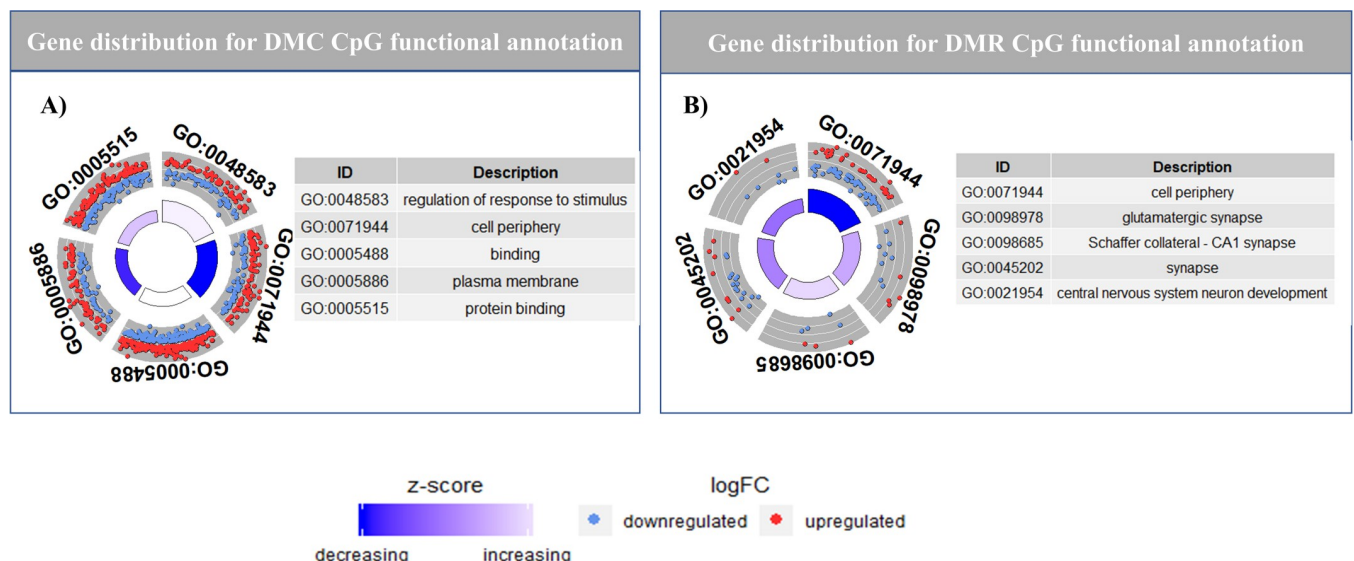 Gene distribution for DMC CpG functional annotation
A)
GO:0005515
GO:0048583
GO:0071944
GO:0005488
GO:0005886
ID Description
GO:0048583 regulation of response to stimulus
GO:0071944 cell periphery
GO:0005488 binding
GO:0005886 plasma membrane
GO:0005515 protein binding
Gene distribution for DMR CpG functional annotation
B)
GO:0021954
GO:0071944
GO:0098978
GO:0098685
GO:0045202
ID Description
GO:0071944 cell periphery
GO:0098978 glutamatergic synapse
GO:0098685 Schaffer collateral - CA1 synapse
GO:0045202 synapse
GO:0021954 central nervous system neuron development
z-score
decreasing increasing
logFC
downregulated upregulated